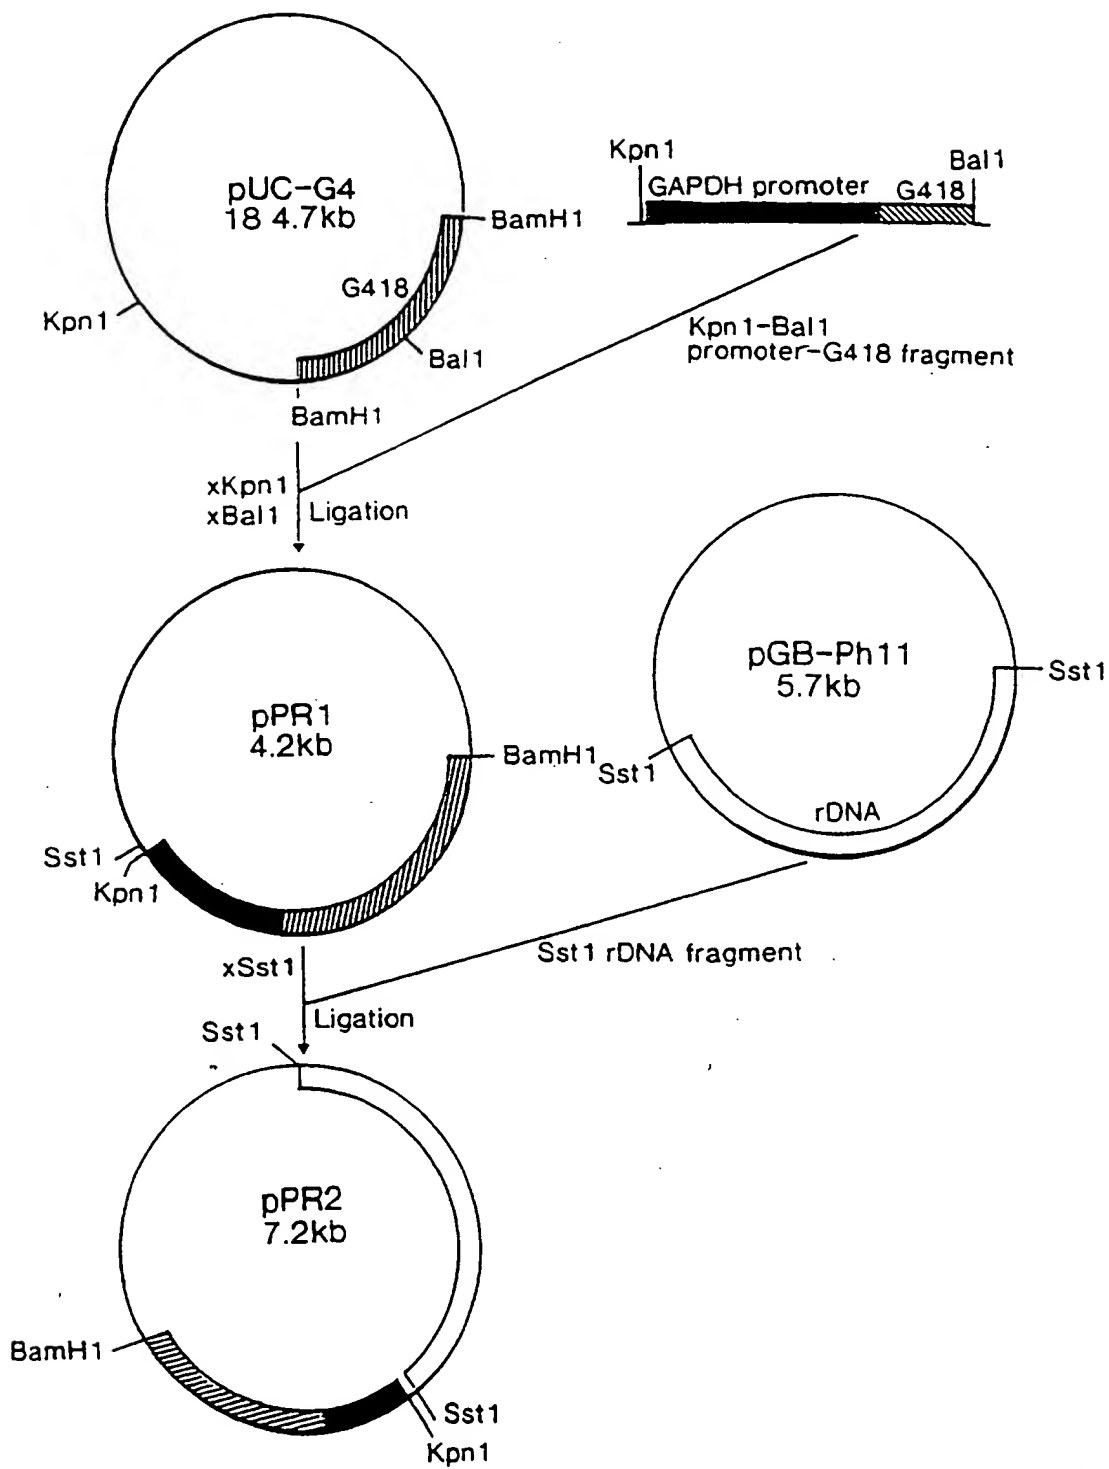 pUC-G4
18 4.7kb
BamH1
G418
Kpn1
Bal1
BamH1
Kpn1
Bal1
GAPDH promoter
G418
Kpn1-Bal1
promoter-G418 fragment
xKpn1
xBal1
Ligation
pPR1
4.2kb
BamH1
Sst1
Kpn1
pGB-Ph11
5.7kb
Sst1
Sst1
rDNA
xSst1
Sst1 rDNA fragment
Ligation
Sst1
pPR2
7.2kb
BamH1
Sst1
Kpn1